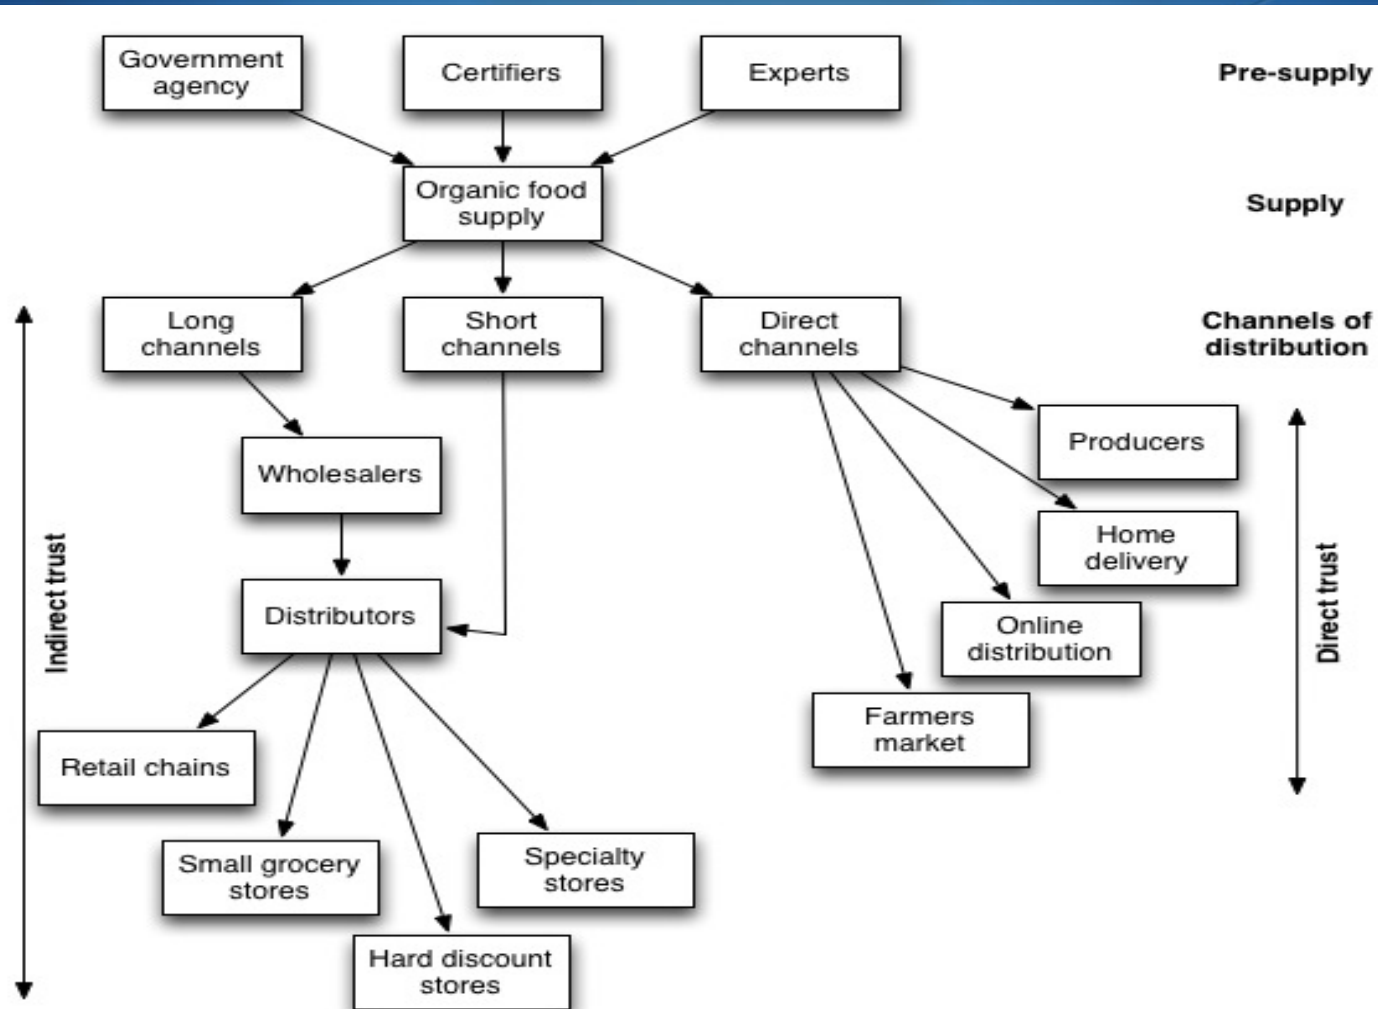 Government
agency
Certifiers
Experts
Pre-supply
Organic food
supply
Supply
Long
channels
Short
channels
Direct
channels
Channels of
distribution
Producers
Wholesalers
Home
delivery
Indirect trust
Direct trust
Distributors
Online
distribution
Farmers
market
Retail chains
Small grocery
stores
Specialty
stores
Hard discount
stores